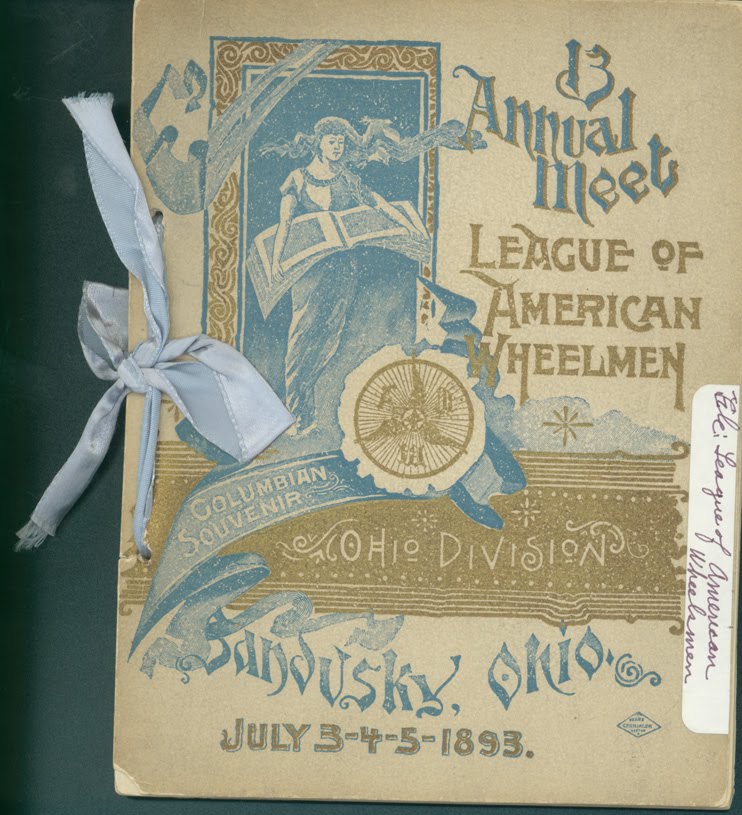 13
Annual
Meet
LEAGUE OF
AMERICAN
WHEELMEN
COLUMBIAN
SOUVENIR
OHIO DIVISION
Sandusky, Ohio.
JULY 3-4-5-1893.
League of American
Wheelsmen